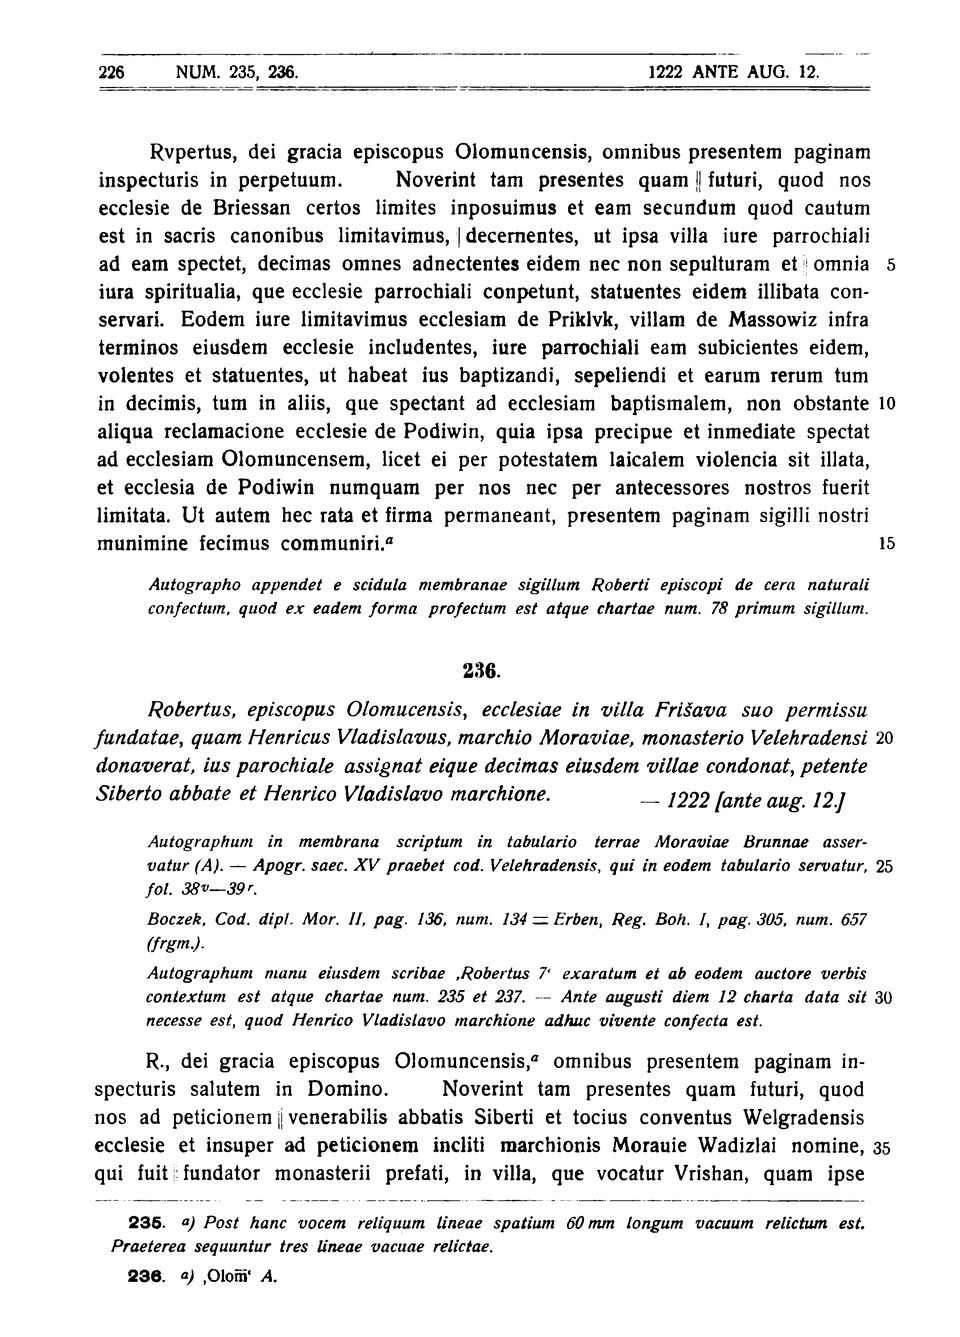 226 NUM. 235, 236. 1222 ANTE AUG. 12.
Rvpertus, dei gracia episcopus Olomuncensis, omnibus presentem paginam
inspecturis in perpetuum. Noverint tam presentes quam || futuri, quod nos
ecclesie de Briessan certos limites inposuimus et eam secundum quod cautum
est in sacris canonibus limitavimus, | decernentes, ut ipsa villa iure parrochiali
ad eam spectet, decimas omnes adnectentes eidem nec non sepulturam et || omnia 5
iura spiritualia, que ecclesie parrochiali conpetunt, statuentes eidem illibata con-
servari. Eodem iure limitavimus ecclesiam de Priklvk, villam de Massowiz infra
terminos eiusdem ecclesie includentes, iure parrochiali eam subicientes eidem,
volentes et statuentes, ut habeat ius baptizandi, sepeliendi et earum rerum tum
in decimis, tum in aliis, que spectant ad ecclesiam baptismalem, non obstante 10
aliqua reclamacione ecclesie de Podiwin, quia ipsa precipue et inmediate spectat
ad ecclesiam Olomuncensem, licet ei per potestatem laicalem violencia sit illata,
et ecclesia de Podiwin numquam per nos nec per antecessores nostros fuerit
limitata. Ut autem hec rata et firma permaneant, presentem paginam sigilli nostri
munimine fecimus communiri.ᵃ 15
Autographo appendet e scidula membranae sigillum Roberti episcopi de cera naturali
confectum, quod ex eadem forma profectum est atque chartae num. 78 primum sigillum.
236.
Robertus, episcopus Olomucensis, ecclesiae in villa Frišava suo permissu
fundatae, quam Henricus Vladislavus, marchio Moraviae, monasterio Velehradensi 20
donaverat, ius parochiale assignat eique decimas eiusdem villae condonat, petente
Siberto abbate et Henrico Vladislavo marchione. — 1222 [ante aug. 12.]
Autographum in membrana scriptum in tabulario terrae Moraviae Brunnae asser-
vatur (A). — Apogr. saec. XV praebet cod. Velehradensis, qui in eodem tabulario servatur, 25
fol. 38ᵛ—39ʳ.
Boczek, Cod. dipl. Mor. II, pag. 136, num. 134 = Erben, Reg. Boh. I, pag. 305, num. 657
(frgm.).
Autographum manu eiusdem scribae ‚Robertus 7‘ exaratum et ab eodem auctore verbis
contextum est atque chartae num. 235 et 237. — Ante augusti diem 12 charta data sit 30
necesse est, quod Henrico Vladislavo marchione adhuc vivente confecta est.
R., dei gracia episcopus Olomuncensis,ᵃ omnibus presentem paginam in-
specturis salutem in Domino. Noverint tam presentes quam futuri, quod
nos ad peticionem || venerabilis abbatis Siberti et tocius conventus Welgradensis
ecclesie et insuper ad peticionem incliti marchionis Morauie Wadizlai nomine, 35
qui fuit || fundator monasterii prefati, in villa, que vocatur Vrishan, quam ipse
235. ᵃ) Post hanc vocem reliquum lineae spatium 60 mm longum vacuum relictum est.
Praeterea sequuntur tres lineae vacuae relictae.
236. ᵃ) ‚Olom̅‘ A.